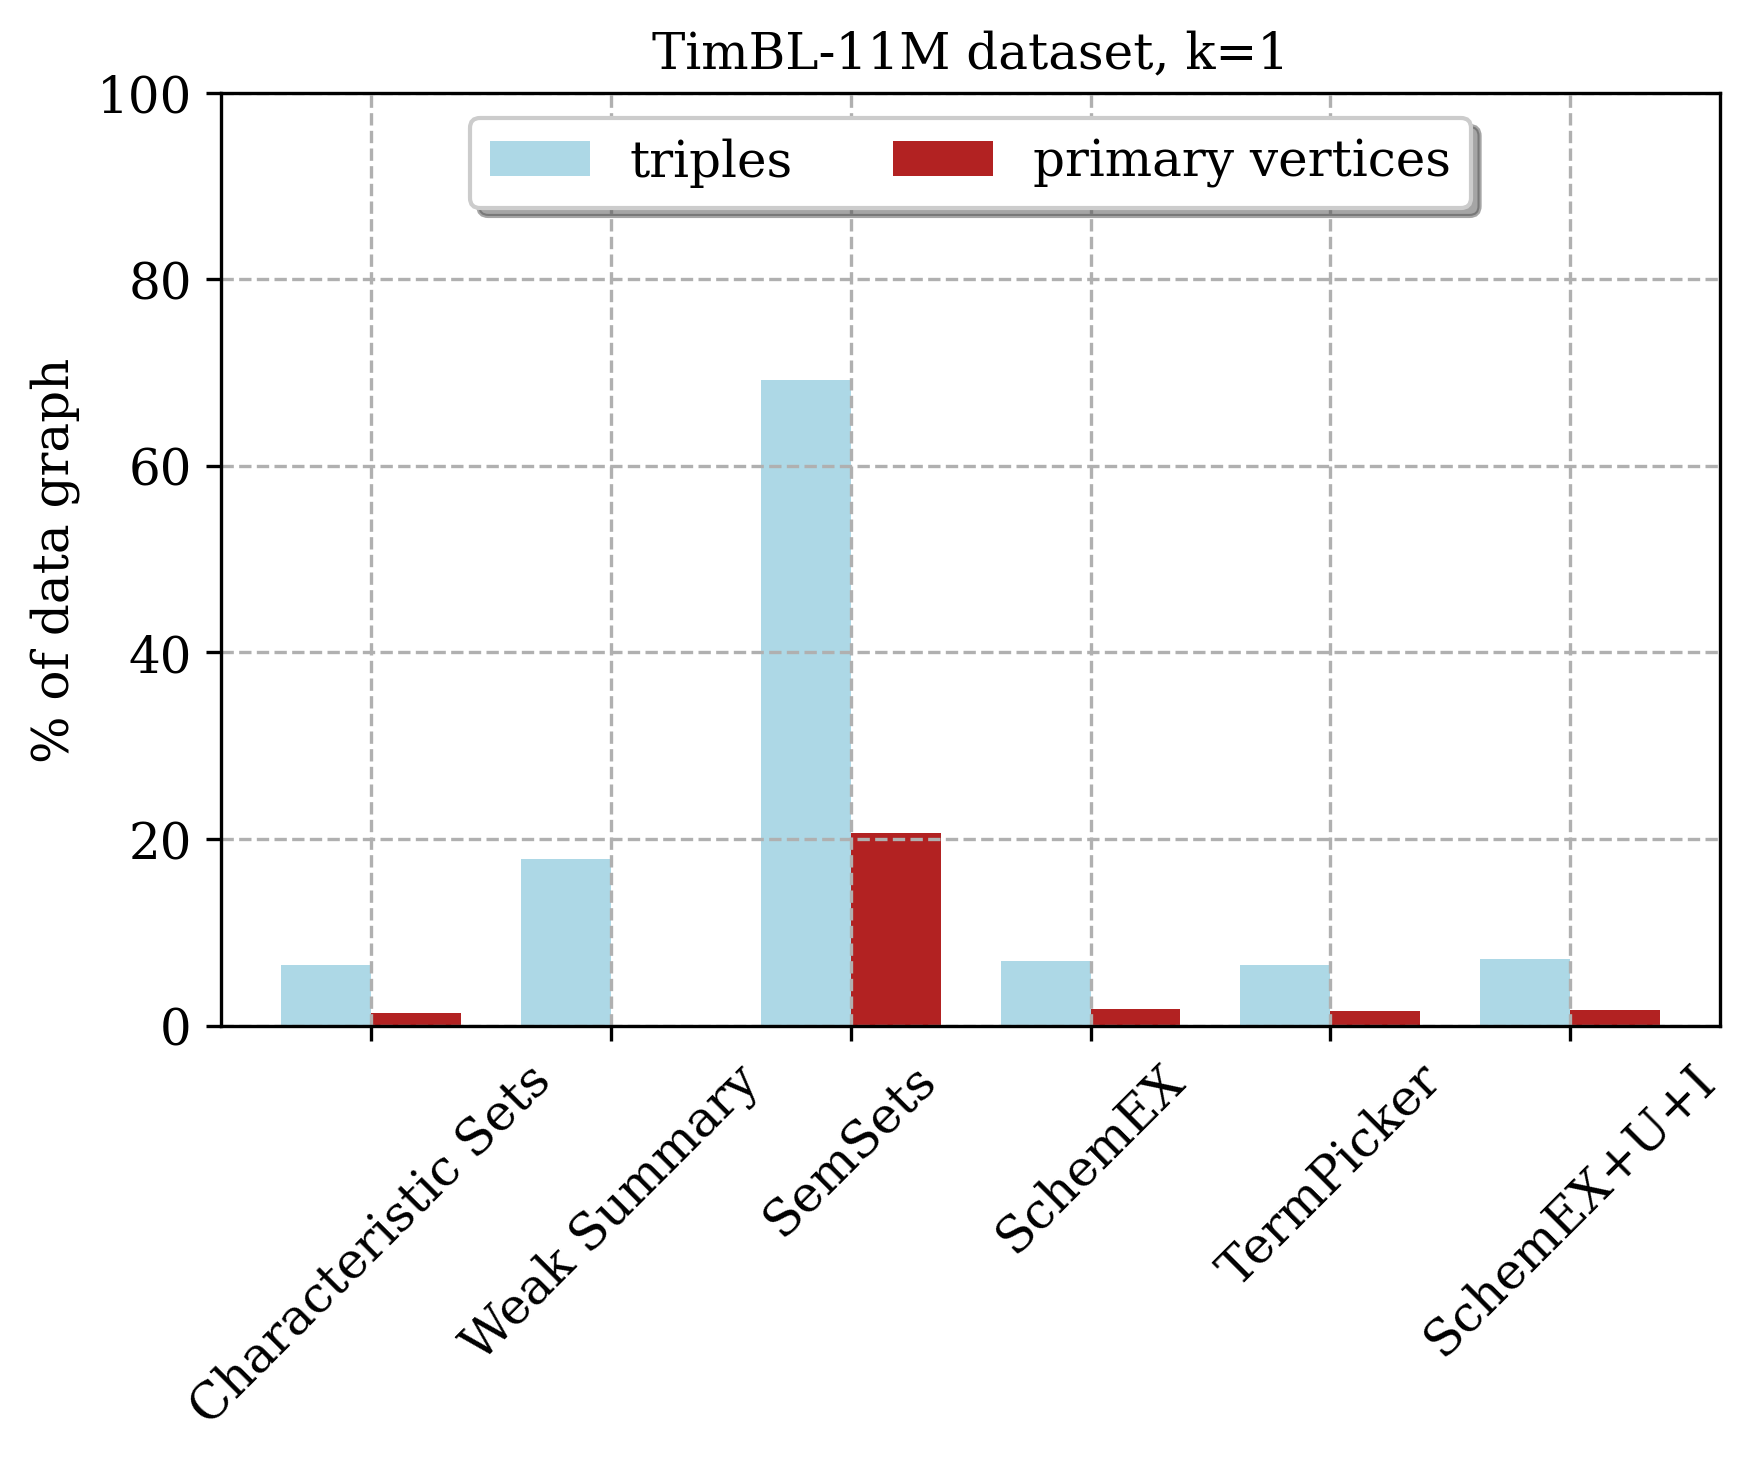 TimBL-11M dataset, k=1
triples
primary vertices
100
80
60
40
20
0
% of data graph
Characteristic Sets
Weak Summary
SemSets
SchemEX
TermPicker
SchemEX+U+I